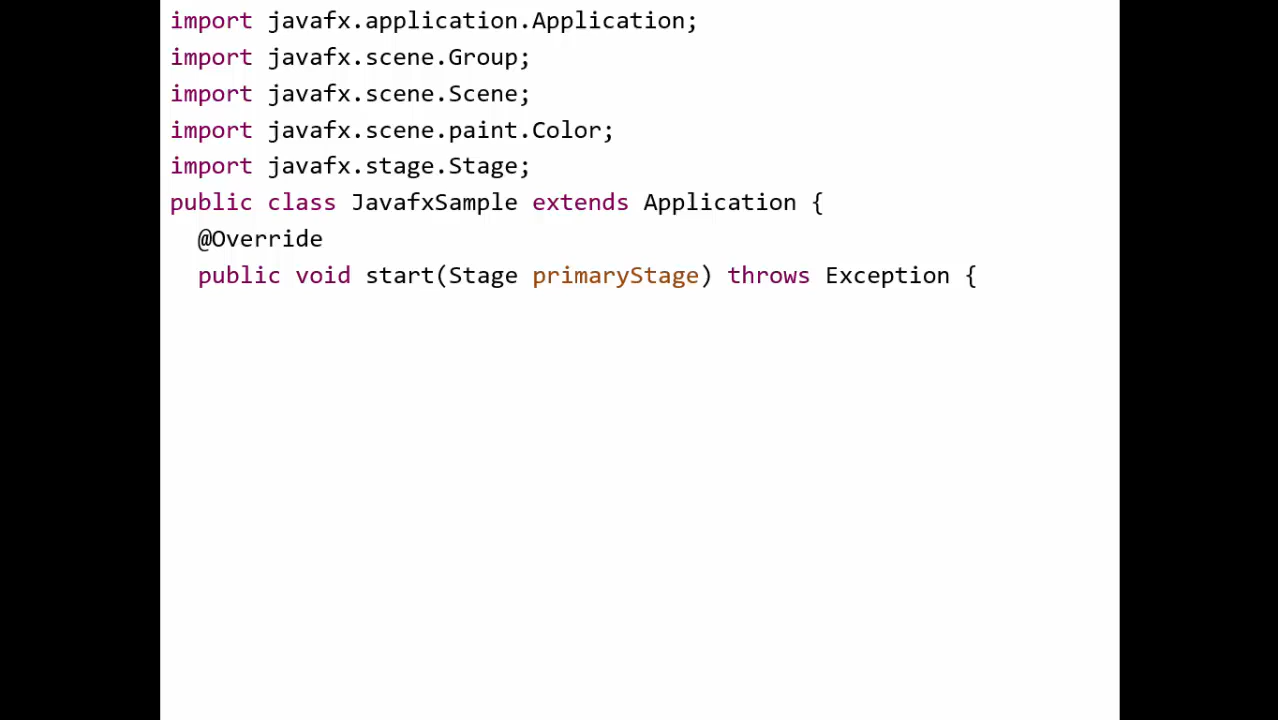 import javafx.application.Application;
import javafx.scene.Group;
import javafx.scene.Scene;
import javafx.scene.paint.Color;
import javafx.stage.Stage;
public class JavafxSample extends Application {
  @Override
  public void start(Stage primaryStage) throws Exception {